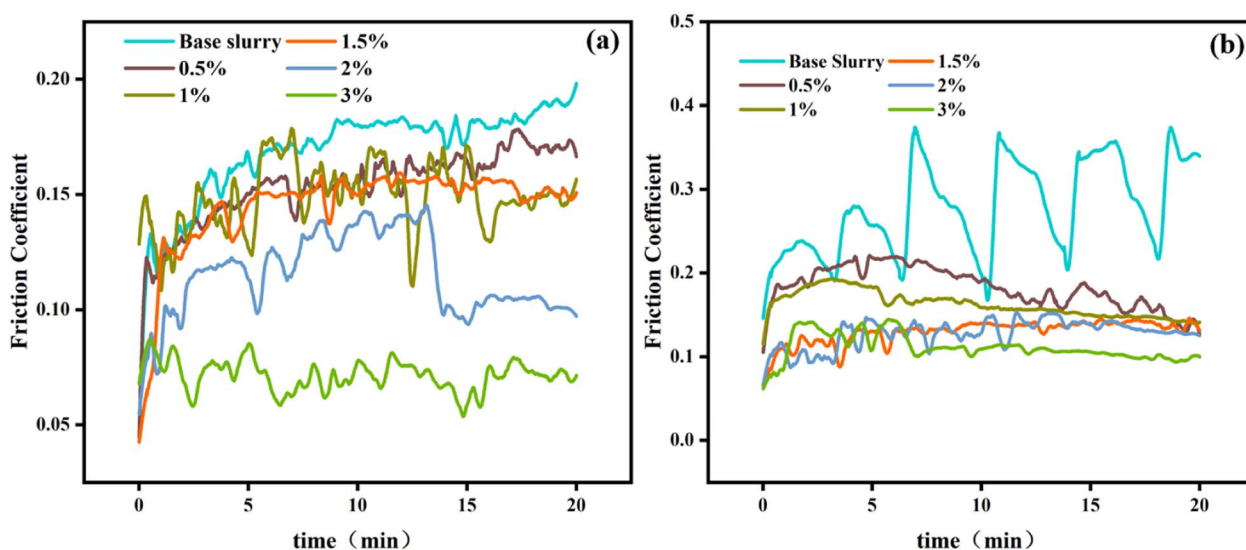 (a)
Base slurry 1.5%
0.5% 2%
1% 3%
Friction Coefficient
0.20
0.15
0.10
0.05
0 5 10 15 20
time（min）
(b)
Base Slurry 1.5%
0.5% 2%
1% 3%
Friction Coefficient
0.5
0.4
0.3
0.2
0.1
0.0
0 5 10 15 20
time（min）